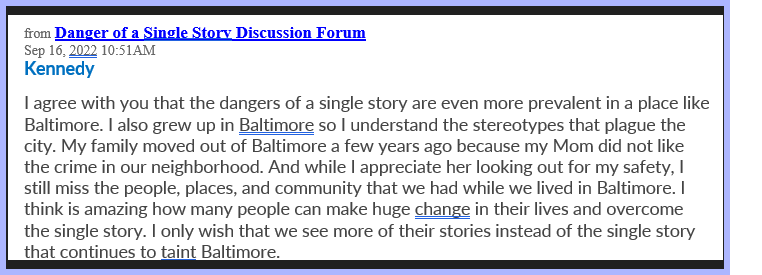 from Danger of a Single Story Discussion Forum
Sep 16, 2022 10:51AM
Kennedy
I agree with you that the dangers of a single story are even more prevalent in a place like
Baltimore. I also grew up in Baltimore so I understand the stereotypes that plague the
city. My family moved out of Baltimore a few years ago because my Mom did not like
the crime in our neighborhood. And while I appreciate her looking out for my safety, I
still miss the people, places, and community that we had while we lived in Baltimore. I
think is amazing how many people can make huge change in their lives and overcome
the single story. I only wish that we see more of their stories instead of the single story
that continues to taint Baltimore.